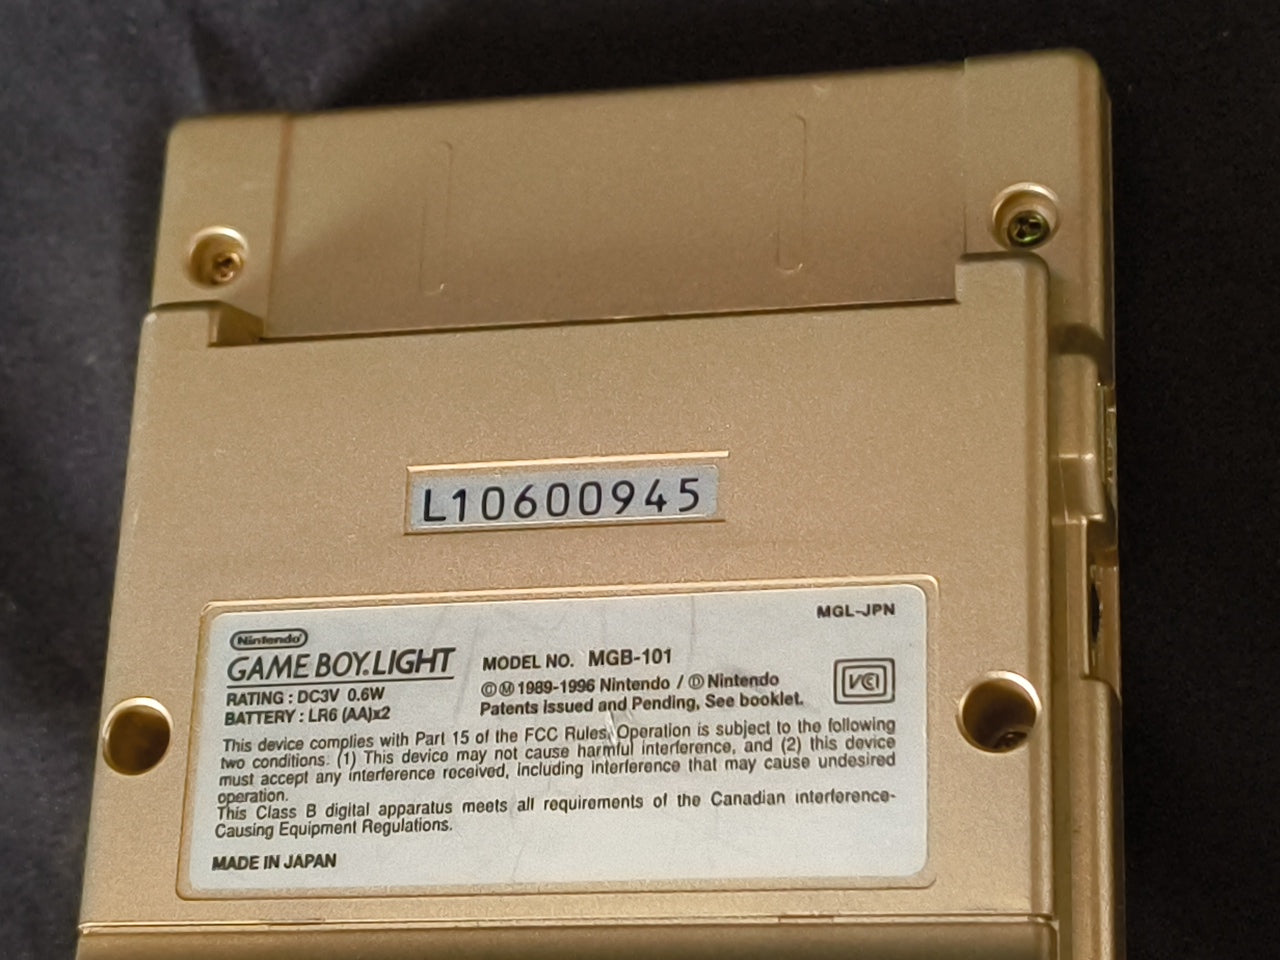 L10600945
Nintendo
MGL-JPN
GAME BOY.LIGHT
MODEL NO. MGB-101
RATING : DC3V 0.6W
BATTERY : LR6 (AA)x2
©Ⓜ 1989-1996 Nintendo / Ⓓ Nintendo
Patents Issued and Pending, See booklet.
VCI
This device complies with Part 15 of the FCC Rules. Operation is subject to the following
two conditions: (1) This device may not cause harmful interference, and (2) this device
must accept any interference received, including interference that may cause undesired
operation.
This Class B digital apparatus meets all requirements of the Canadian interference-
Causing Equipment Regulations.
MADE IN JAPAN